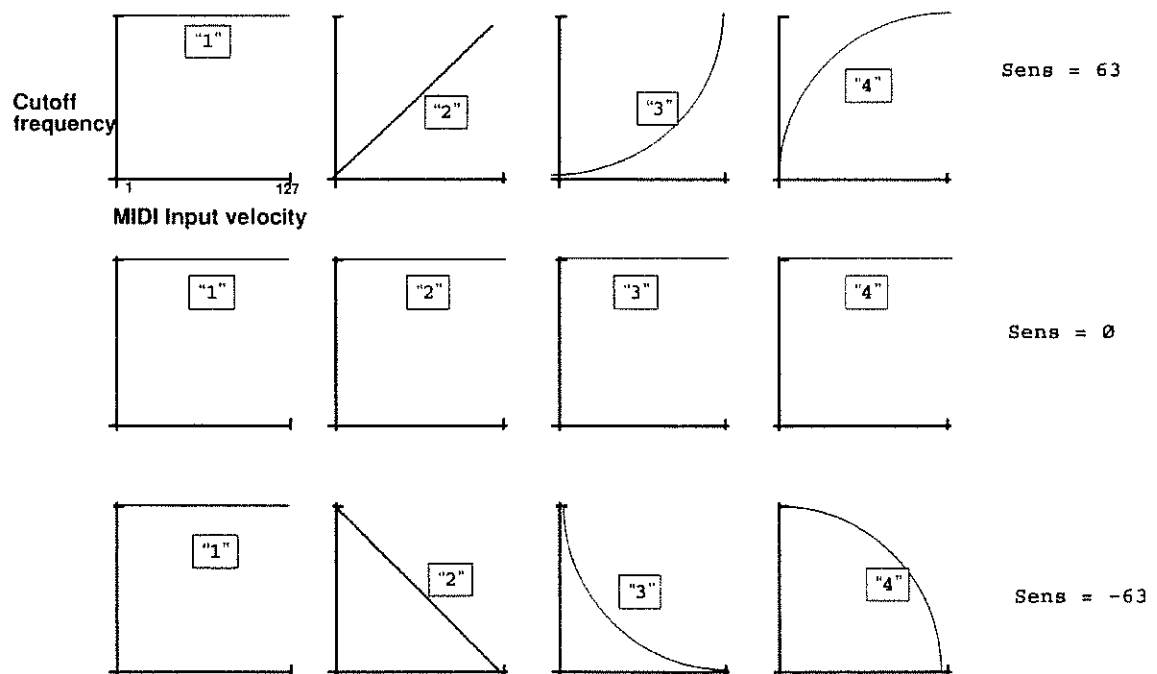 "1"
"2"
"3"
"4"
Sens = 63
Cutoff
frequency
1
127
MIDI Input velocity
"1"
"2"
"3"
"4"
Sens = Ø
"1"
"2"
"3"
"4"
Sens = -63